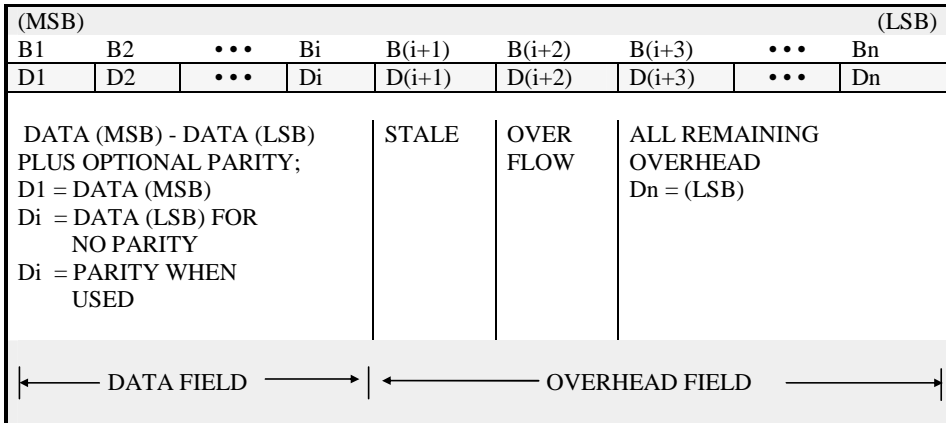 (MSB) (LSB)
B1 B2 ••• Bi B(i+1) B(i+2) B(i+3) ••• Bn
D1 D2 ••• Di D(i+1) D(i+2) D(i+3) ••• Dn
DATA (MSB) - DATA (LSB)
PLUS OPTIONAL PARITY;
D1 = DATA (MSB)
Di = DATA (LSB) FOR
NO PARITY
Di = PARITY WHEN
USED
STALE
OVER
FLOW
ALL REMAINING
OVERHEAD
Dn = (LSB)
DATA FIELD
OVERHEAD FIELD